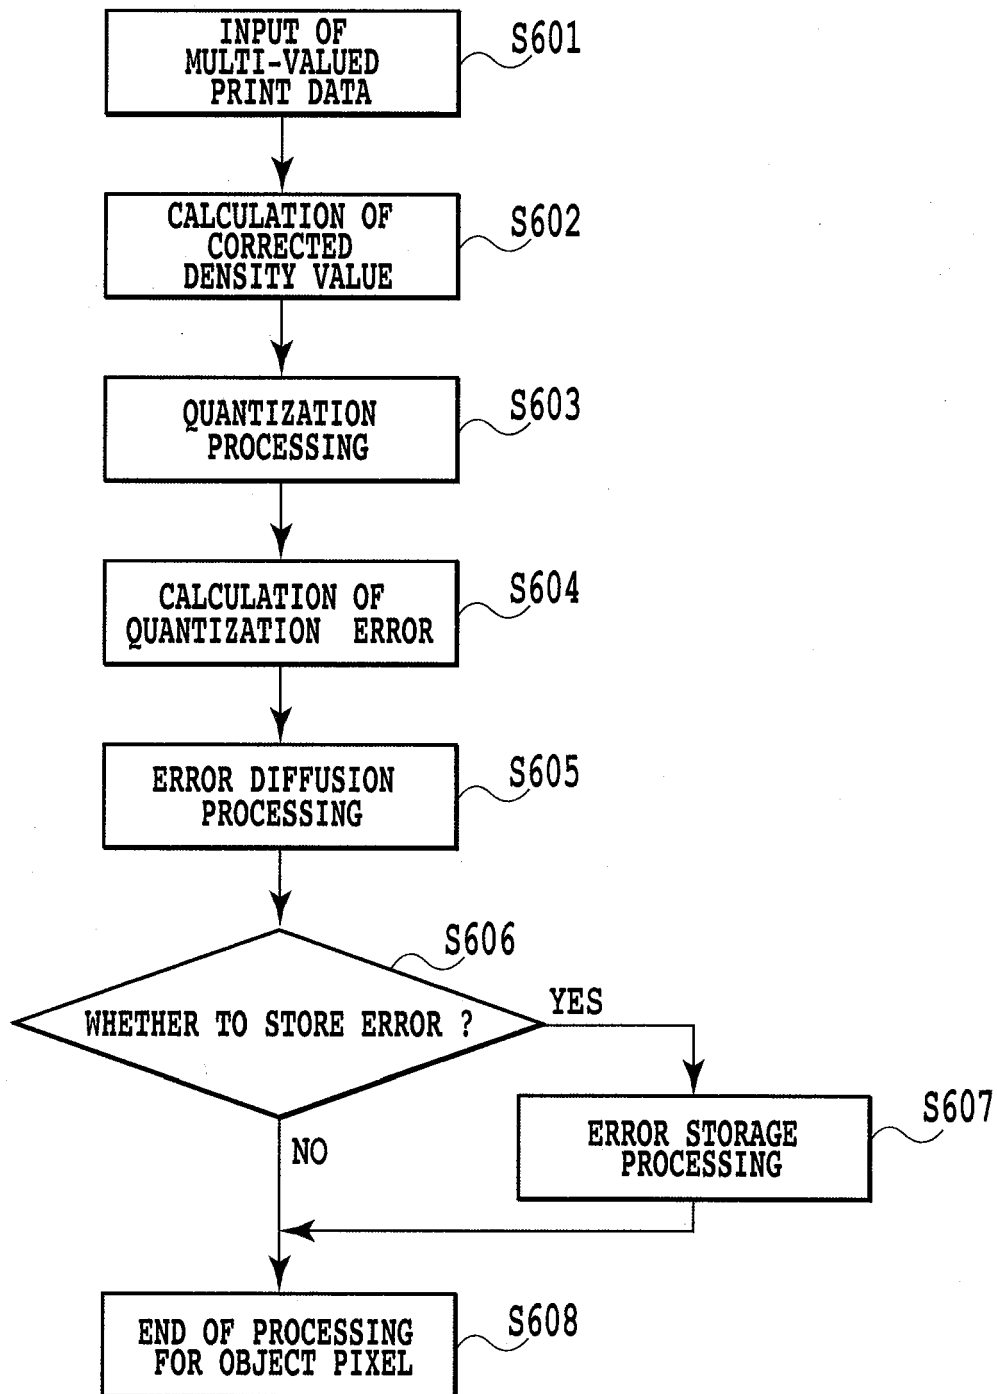 INPUT OF
MULTI-VALUED
PRINT DATA
S601
CALCULATION OF
CORRECTED
DENSITY VALUE
S602
QUANTIZATION
PROCESSING
S603
CALCULATION OF
QUANTIZATION ERROR
S604
ERROR DIFFUSION
PROCESSING
S605
S606
WHETHER TO STORE ERROR ?
YES
NO
ERROR STORAGE
PROCESSING
S607
END OF PROCESSING
FOR OBJECT PIXEL
S608